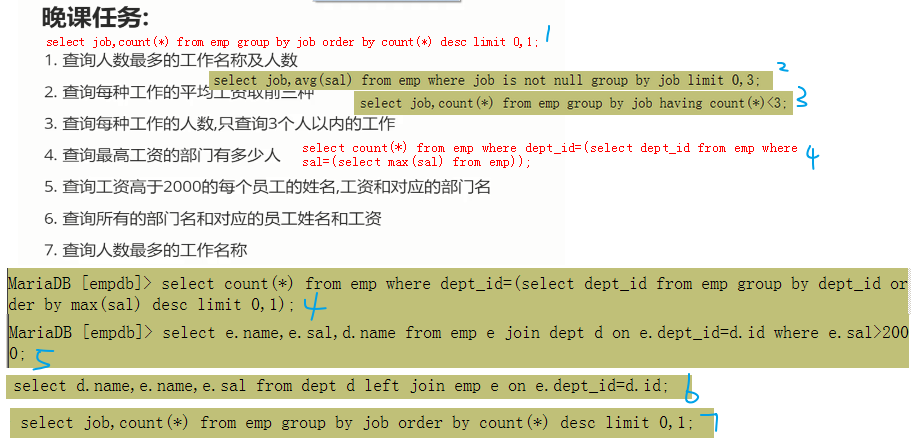 晚课任务:
select job,count(*) from emp group by job order by count(*) desc limit 0,1; 1
1. 查询人数最多的工作名称及人数
select job,avg(sal) from emp where job is not null group by job limit 0,3; 2
2. 查询每种工作的平均工资取前三种
select job,count(*) from emp group by job having count(*)<3; 3
3. 查询每种工作的人数,只查询3个人以内的工作
select count(*) from emp where dept_id=(select dept_id from emp where
4. 查询最高工资的部门有多少人
sal=(select max(sal) from emp)); 4
5. 查询工资高于2000的每个员工的姓名,工资和对应的部门名
6. 查询所有的部门名和对应的员工姓名和工资
7. 查询人数最多的工作名称
MariaDB [empdb]> select count(*) from emp where dept_id=(select dept_id from emp group by dept_id or
der by max(sal) desc limit 0,1); 4
MariaDB [empdb]> select e.name,e.sal,d.name from emp e join dept d on e.dept_id=d.id where e.sal>200
0; 5
select d.name,e.name,e.sal from dept d left join emp e on e.dept_id=d.id; 6
select job,count(*) from emp group by job order by count(*) desc limit 0,1; 7